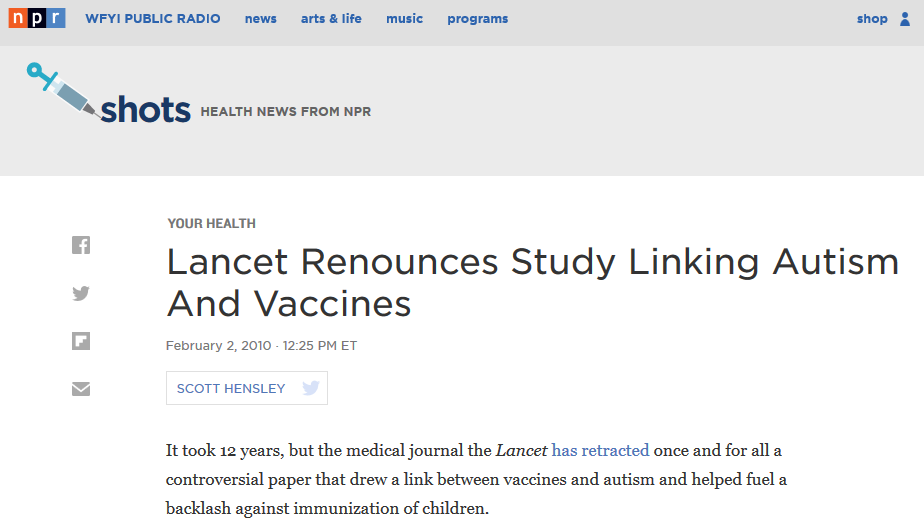 npr WFYI PUBLIC RADIO news arts & life music programs shop
shots HEALTH NEWS FROM NPR
YOUR HEALTH
Lancet Renounces Study Linking Autism
And Vaccines
February 2, 2010 · 12:25 PM ET
SCOTT HENSLEY
It took 12 years, but the medical journal the Lancet has retracted once and for all a
controversial paper that drew a link between vaccines and autism and helped fuel a
backlash against immunization of children.